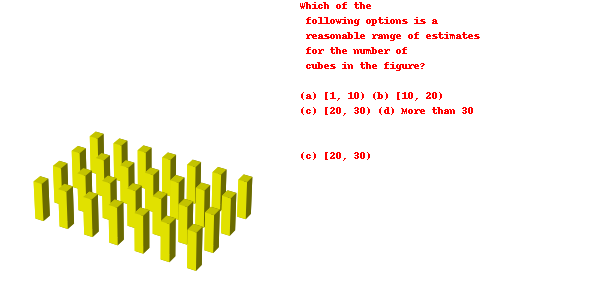 Which of the
following options is a
reasonable range of estimates
for the number of
cubes in the figure?
(a) [1, 10) (b) [10, 20)
(c) [20, 30) (d) More than 30
(c) [20, 30)